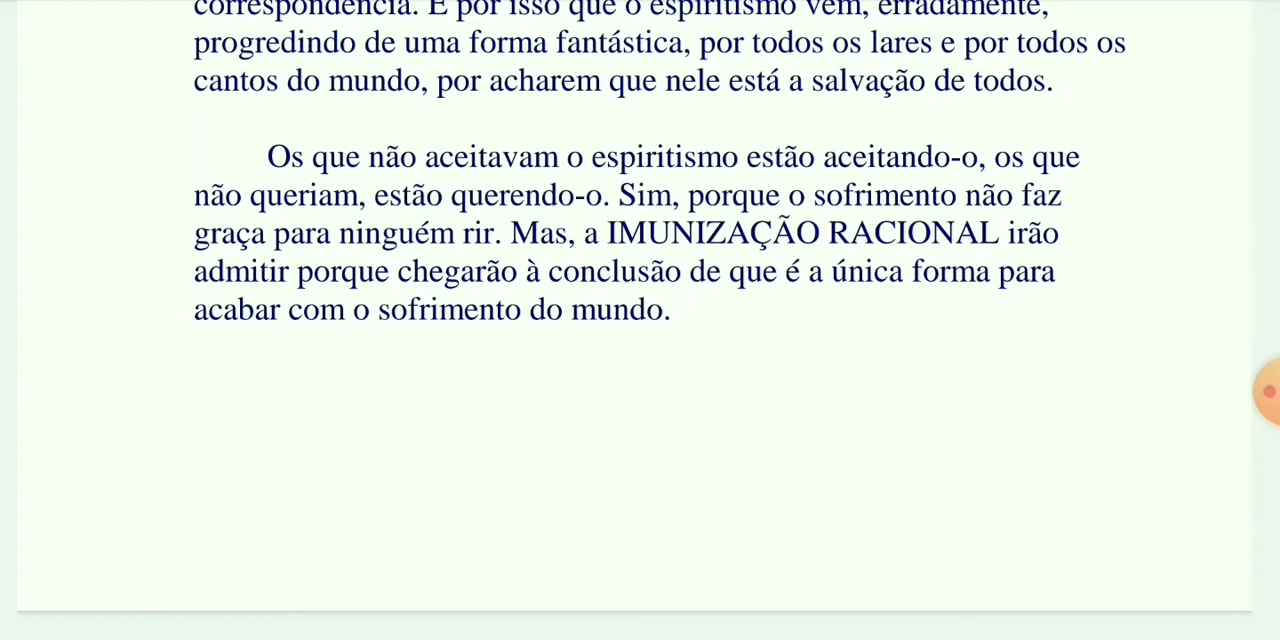 correspondência. É por isso que o espiritismo vem, erradamente,
progredindo de uma forma fantástica, por todos os lares e por todos os
cantos do mundo, por acharem que nele está a salvação de todos.
Os que não aceitavam o espiritismo estão aceitando-o, os que
não queriam, estão querendo-o. Sim, porque o sofrimento não faz
graça para ninguém rir. Mas, a IMUNIZAÇÃO RACIONAL irão
admitir porque chegarão à conclusão de que é a única forma para
acabar com o sofrimento do mundo.